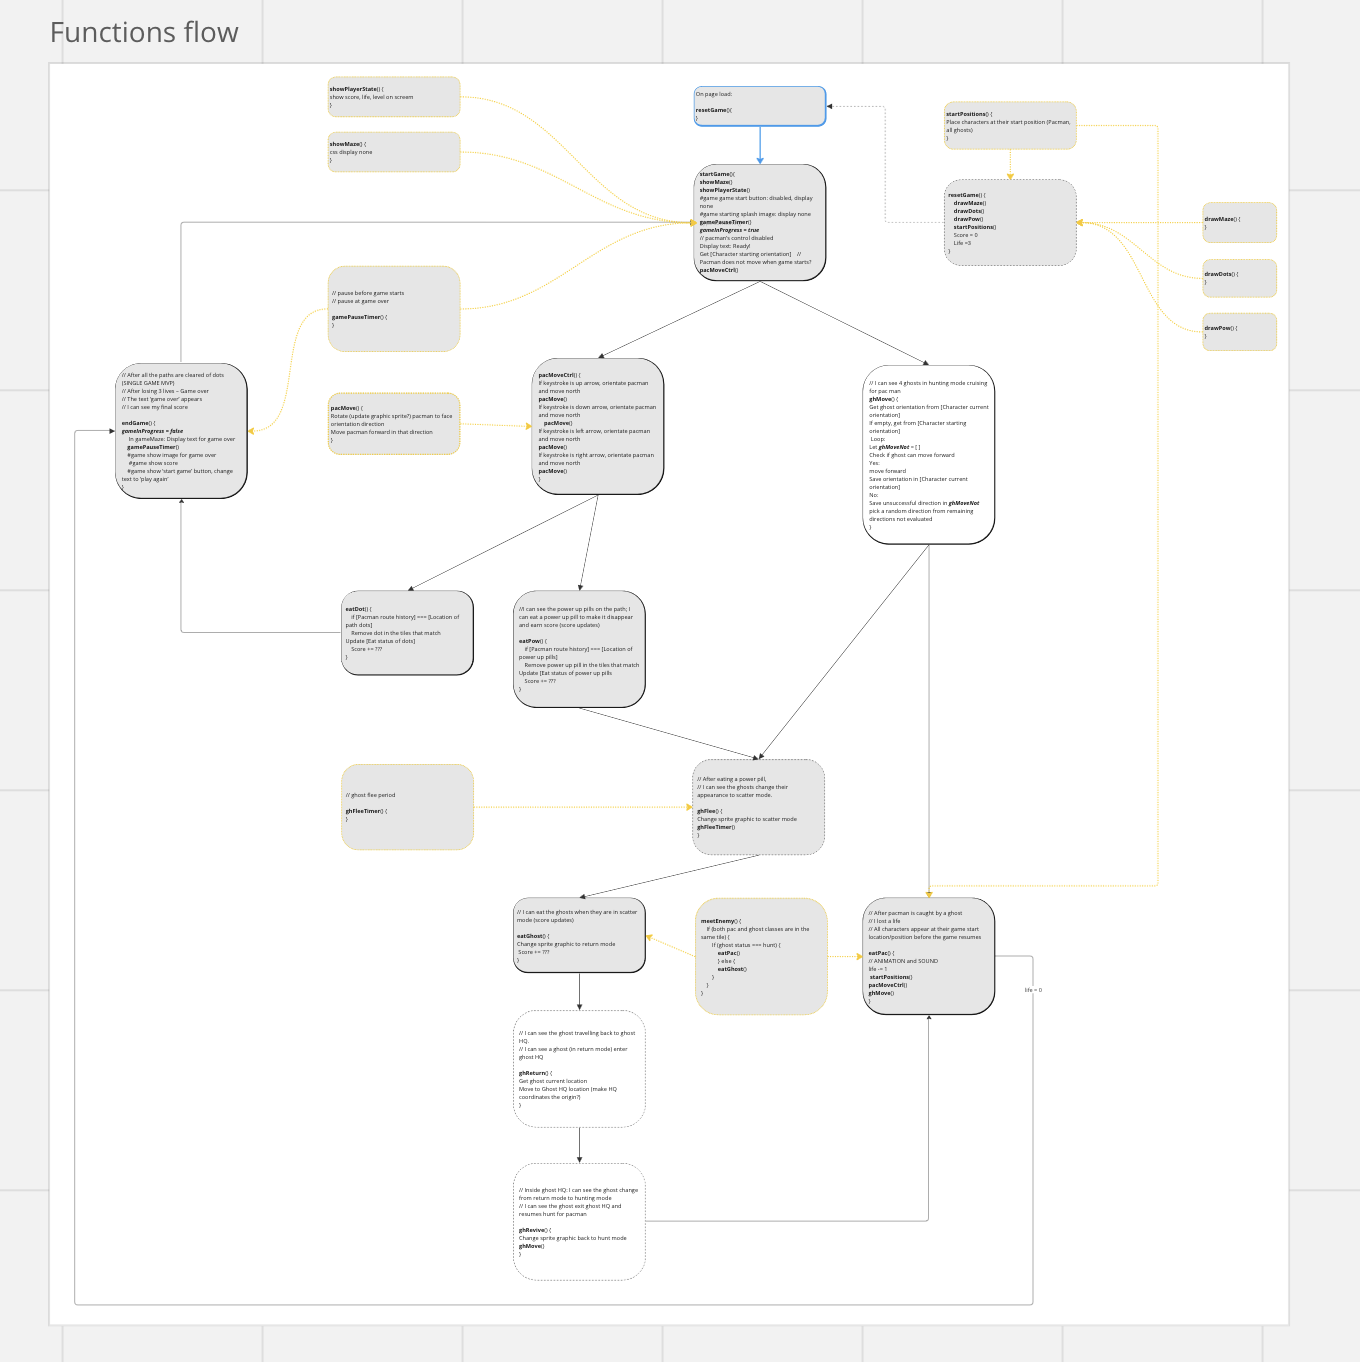 Functions flow
showPlayerState() {
show score, life, level on screem
}
showMaze() {
css display none
}
On page load:
resetGame(){
}
startPositions() {
Place characters at their start position (Pacman,
all ghosts)
}
startGame(){
showMaze()
showPlayerState()
#game game start button: disabled, display
none
#game starting splash image: display none
gamePauseTimer()
gameInProgress = true
// pacman's control disabled
Display text: Ready!
Get [Character starting orientation]    //
Pacman does not move when game starts?
pacMoveCtrl()
resetGame() {
drawMaze()
drawDots()
drawPow()
startPositions()
Score = 0
Life =3
}
drawMaze() {
}
drawDots() {
}
drawPow() {
}
// pause before game starts
// pause at game over
gamePauseTimer() {
}
// After all the paths are cleared of dots
(SINGLE GAME MVP)
// After losing 3 lives – Game over
// The text 'game over' appears
// I can see my final score
endGame() {
gameInProgress = false
In gameMaze: Display text for game over
gamePauseTimer()
#game show image for game over
#game show score
#game show 'start game' button, change
text to 'play again'
}
pacMove() {
Rotate (update graphic sprite?) pacman to face
orientation direction
Move pacman forward in that direction
}
pacMoveCtrl() {
If keystroke is up arrow, orientate pacman
and move north
pacMove()
If keystroke is down arrow, orientate pacman
and move north
pacMove()
If keystroke is left arrow, orientate pacman
and move north
pacMove()
If keystroke is right arrow, orientate pacman
and move north
pacMove()
}
// I can see 4 ghosts in hunting mode cruising
for pac man
ghMove() {
Get ghost orientation from [Character current
orientation]
If empty, get from [Character starting
orientation]
Loop:
Let ghMoveNot = [ ]
Check if ghost can move forward
Yes:
move forward
Save orientation in [Character current
orientation]
No:
Save unsuccessful direction in ghMoveNot
pick a random direction from remaining
directions not evaluated
}
eatDot() {
if [Pacman route history] === [Location of
path dots]
Remove dot in the tiles that match
Update [Eat status of dots]
Score += ???
}
//I can see the power up pills on the path; I
can eat a power up pill to make it disappear
and earn score (score updates)
eatPow() {
if [Pazman route history] === [Location of
power up pills]
Remove power up pill in the tiles that match
Update [Eat status of power up pills
Score += ???
}
// ghost flee period
ghFleeTimer() {
}
// After eating a power pill,
// I can see the ghosts change their
appearance to scatter mode.
ghFlee() {
Change sprite graphic to scatter mode
ghFleeTimer()
}
// I can eat the ghosts when they are in scatter
mode (score updates)
eatGhost() {
Change sprite graphic to return mode
Score += ???
}
meetEnemy() {
If (both pac and ghost classes are in the
same tile) {
If (ghost status === hunt) {
eatPac()
} else {
eatGhost()
}
}
}
// After pacman is caught by a ghost
// I lost a life
// All characters appear at their game start
location/position before the game resumes
eatPac() {
// ANIMATION and SOUND
life -= 1
startPositions()
pacMoveCtrl()
ghMove()
}
life = 0
// I can see the ghost travelling back to ghost
HQ.
// I can see a ghost (in return mode) enter
ghost HQ
ghReturn() {
Get ghost current location
Move to Ghost HQ location (make HQ
coordinates the origin?)
}
// Inside ghost HQ: I can see the ghost change
from return mode to hunting mode
// I can see the ghost exit ghost HQ and
resumes hunt for pacman
ghRevive() {
Change sprite graphic back to hunt mode
ghMove()
}